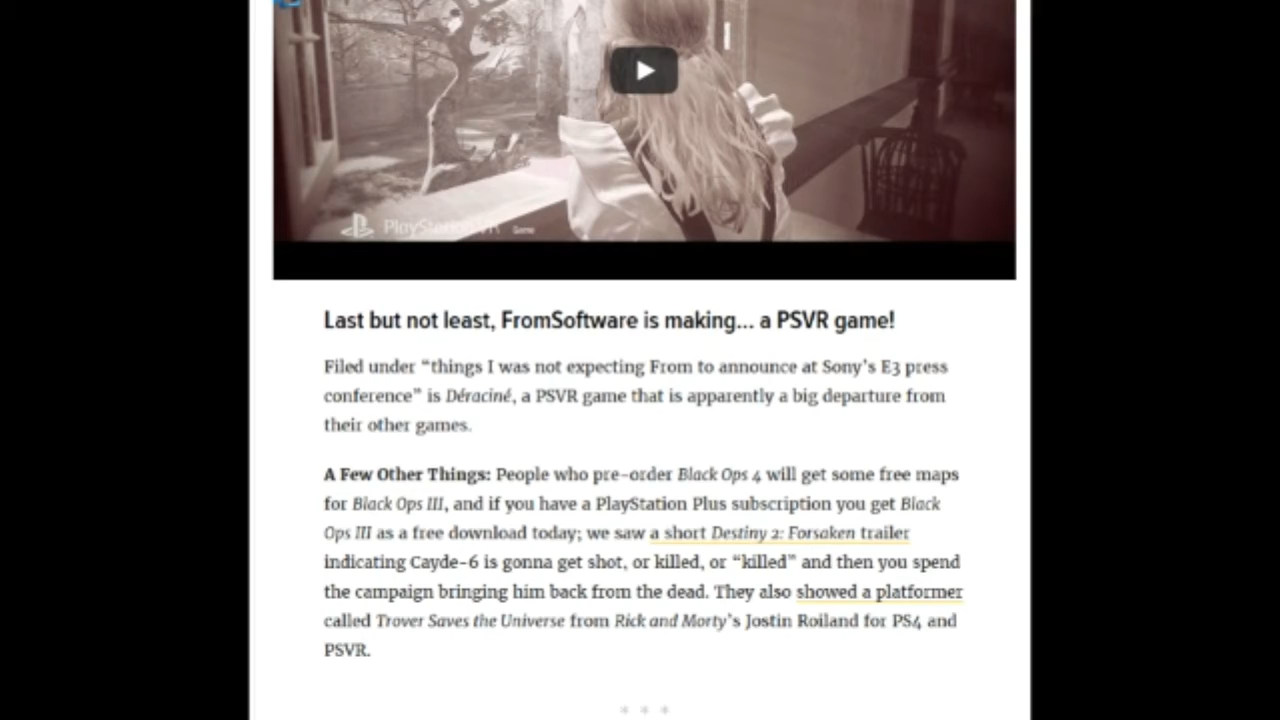 PlayStation VR Game
Last but not least, FromSoftware is making... a PSVR game!
Filed under “things I was not expecting From to announce at Sony’s E3 press
conference” is Déraciné, a PSVR game that is apparently a big departure from
their other games.
A Few Other Things: People who pre-order Black Ops 4 will get some free maps
for Black Ops III, and if you have a PlayStation Plus subscription you get Black
Ops III as a free download today; we saw a short Destiny 2: Forsaken trailer
indicating Cayde-6 is gonna get shot, or killed, or “killed” and then you spend
the campaign bringing him back from the dead. They also showed a platformer
called Trover Saves the Universe from Rick and Morty’s Jostin Roiland for PS4 and
PSVR.
* * *